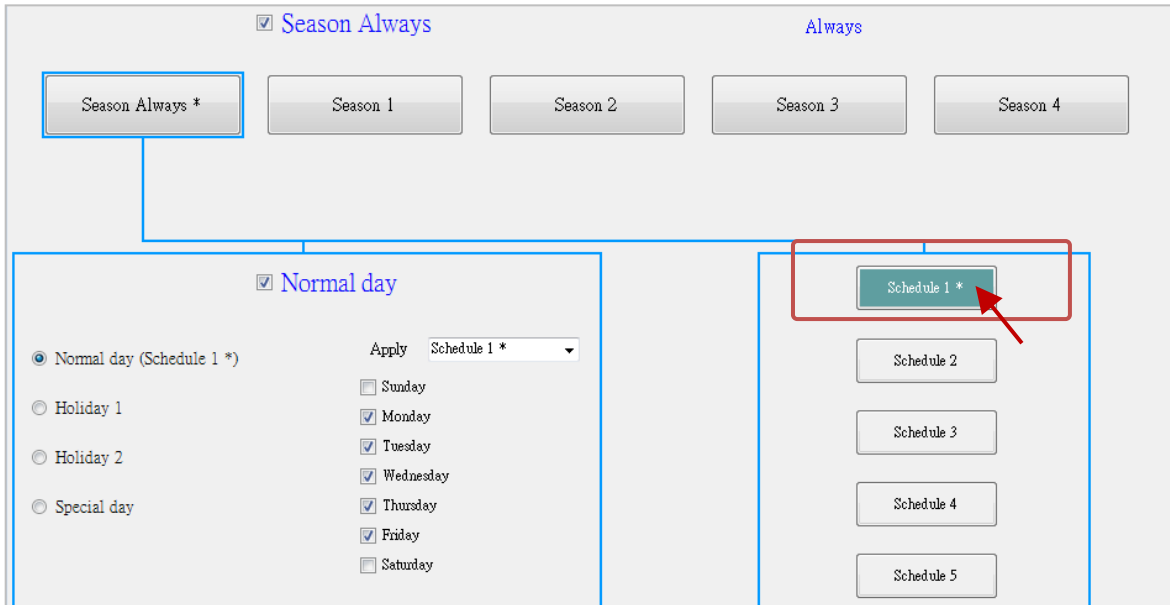 Season Always
Always
Season Always *
Season 1
Season 2
Season 3
Season 4
Normal day
Normal day (Schedule 1 *)
Holiday 1
Holiday 2
Special day
Apply
Schedule 1 *
Sunday
Monday
Tuesday
Wednesday
Thursday
Friday
Saturday
Schedule 1 *
Schedule 2
Schedule 3
Schedule 4
Schedule 5